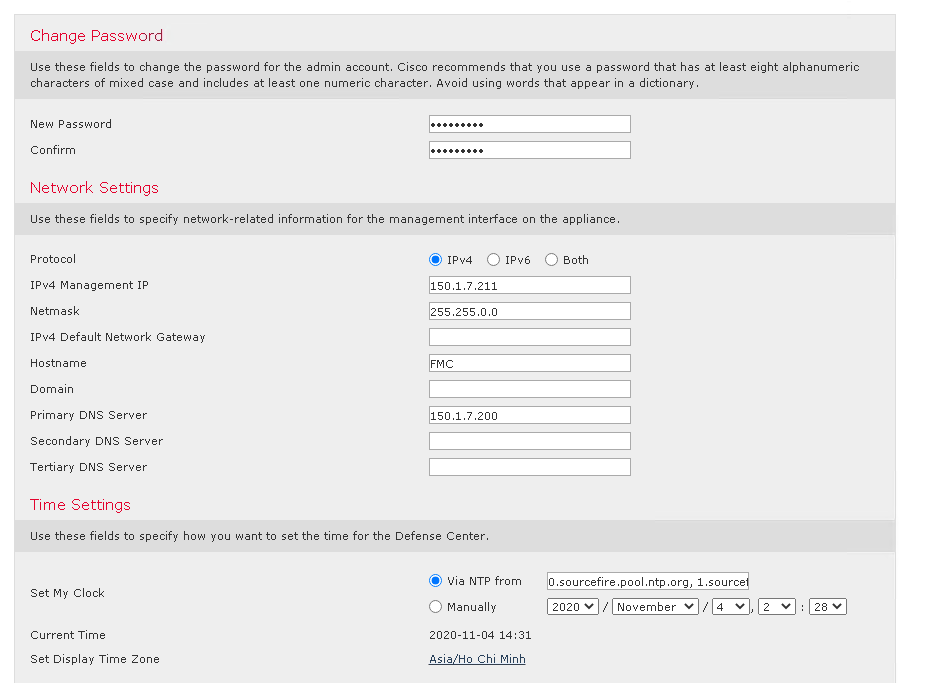 Change Password
Use these fields to change the password for the admin account. Cisco recommends that you use a password that has at least eight alphanumeric
characters of mixed case and includes at least one numeric character. Avoid using words that appear in a dictionary.
New Password •••••••••
Confirm •••••••••
Network Settings
Use these fields to specify network-related information for the management interface on the appliance.
Protocol IPv4 IPv6 Both
IPv4 Management IP 150.1.7.211
Netmask 255.255.0.0
IPv4 Default Network Gateway
Hostname FMC
Domain
Primary DNS Server 150.1.7.200
Secondary DNS Server
Tertiary DNS Server
Time Settings
Use these fields to specify how you want to set the time for the Defense Center.
Set My Clock
Via NTP from 0.sourcefire.pool.ntp.org, 1.sourcef
Manually 2020 / November / 4 , 2 : 28
Current Time 2020-11-04 14:31
Set Display Time Zone Asia/Ho Chi Minh